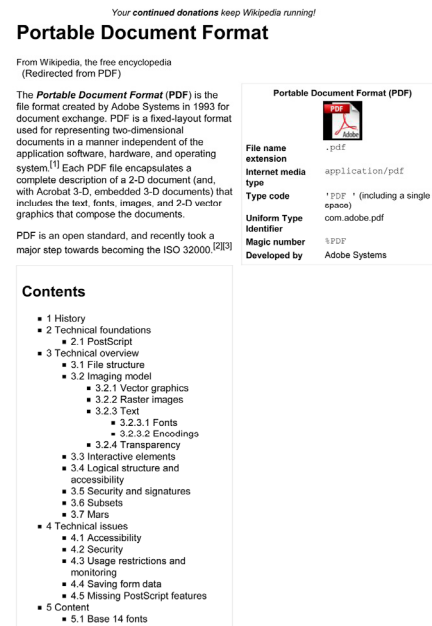 Your continued donations keep Wikipedia running!
Portable Document Format
From Wikipedia, the free encyclopedia
(Redirected from PDF)
The Portable Document Format (PDF) is the
file format created by Adobe Systems in 1993 for
document exchange. PDF is a fixed-layout format
used for representing two-dimensional
documents in a manner independent of the
application software, hardware, and operating
system.[1] Each PDF file encapsulates a
complete description of a 2-D document (and,
with Acrobat 3-D, embedded 3-D documents) that
includes the text, fonts, images, and 2-D vector
graphics that compose the documents.
PDF is an open standard, and recently took a
major step towards becoming the ISO 32000.[2][3]
Portable Document Format (PDF)
PDF
Adobe
File name extension .pdf
Internet media type application/pdf
Type code 'PDF ' (including a single space)
Uniform Type Identifier com.adobe.pdf
Magic number %PDF
Developed by Adobe Systems
Contents
1 History
2 Technical foundations
2.1 PostScript
3 Technical overview
3.1 File structure
3.2 Imaging model
3.2.1 Vector graphics
3.2.2 Raster images
3.2.3 Text
3.2.3.1 Fonts
3.2.3.2 Encodings
3.2.4 Transparency
3.3 Interactive elements
3.4 Logical structure and
accessibility
3.5 Security and signatures
3.6 Subsets
3.7 Mars
4 Technical issues
4.1 Accessibility
4.2 Security
4.3 Usage restrictions and
monitoring
4.4 Saving form data
4.5 Missing PostScript features
5 Content
5.1 Base 14 fonts